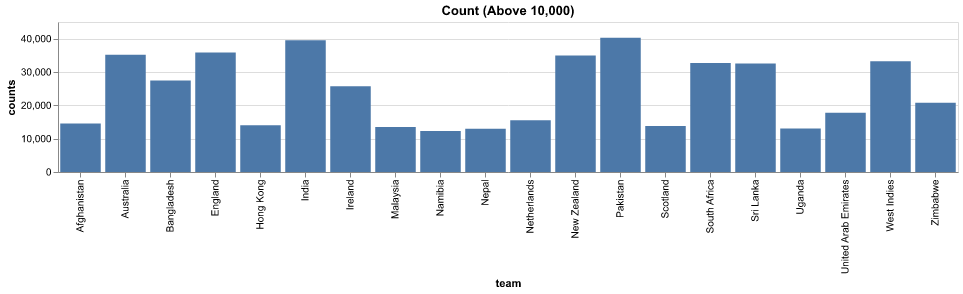 Count (Above 10,000)
counts
40,000
30,000
20,000
10,000
0
Afghanistan
Australia
Bangladesh
England
Hong Kong
India
Ireland
Malaysia
Namibia
Nepal
Netherlands
New Zealand
Pakistan
Scotland
South Africa
Sri Lanka
Uganda
United Arab Emirates
West Indies
Zimbabwe
team